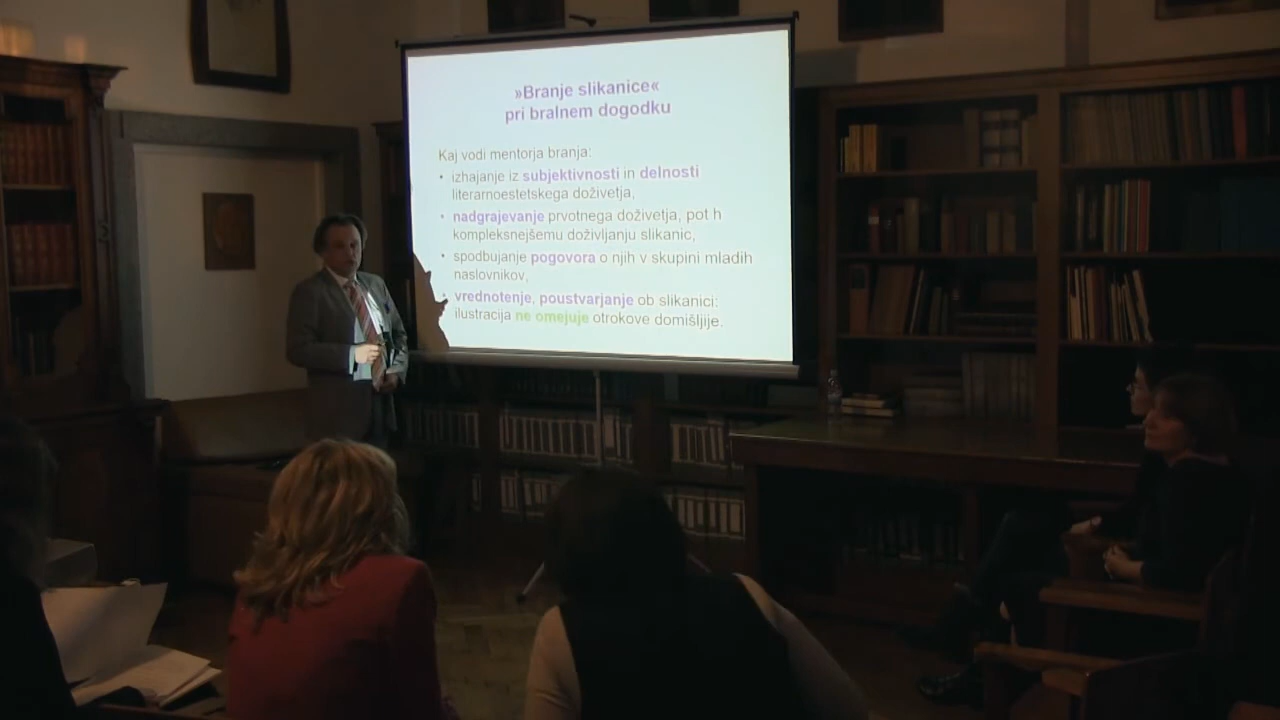 »Branje slikanice«
pri bralnem dogodku
Kaj vodi mentorja branja:
• izhajanje iz subjektivnosti in delnosti
literarnoestetskega doživetja,
• nadgrajevanje prvotnega doživetja, pot h
kompleksnejšemu doživljanju slikanic,
• spodbujanje pogovora o njih v skupini mladih
naslovnikov,
• vrednotenje, poustvarjanje ob slikanici:
ilustracija ne omejuje otrokove domišljije.